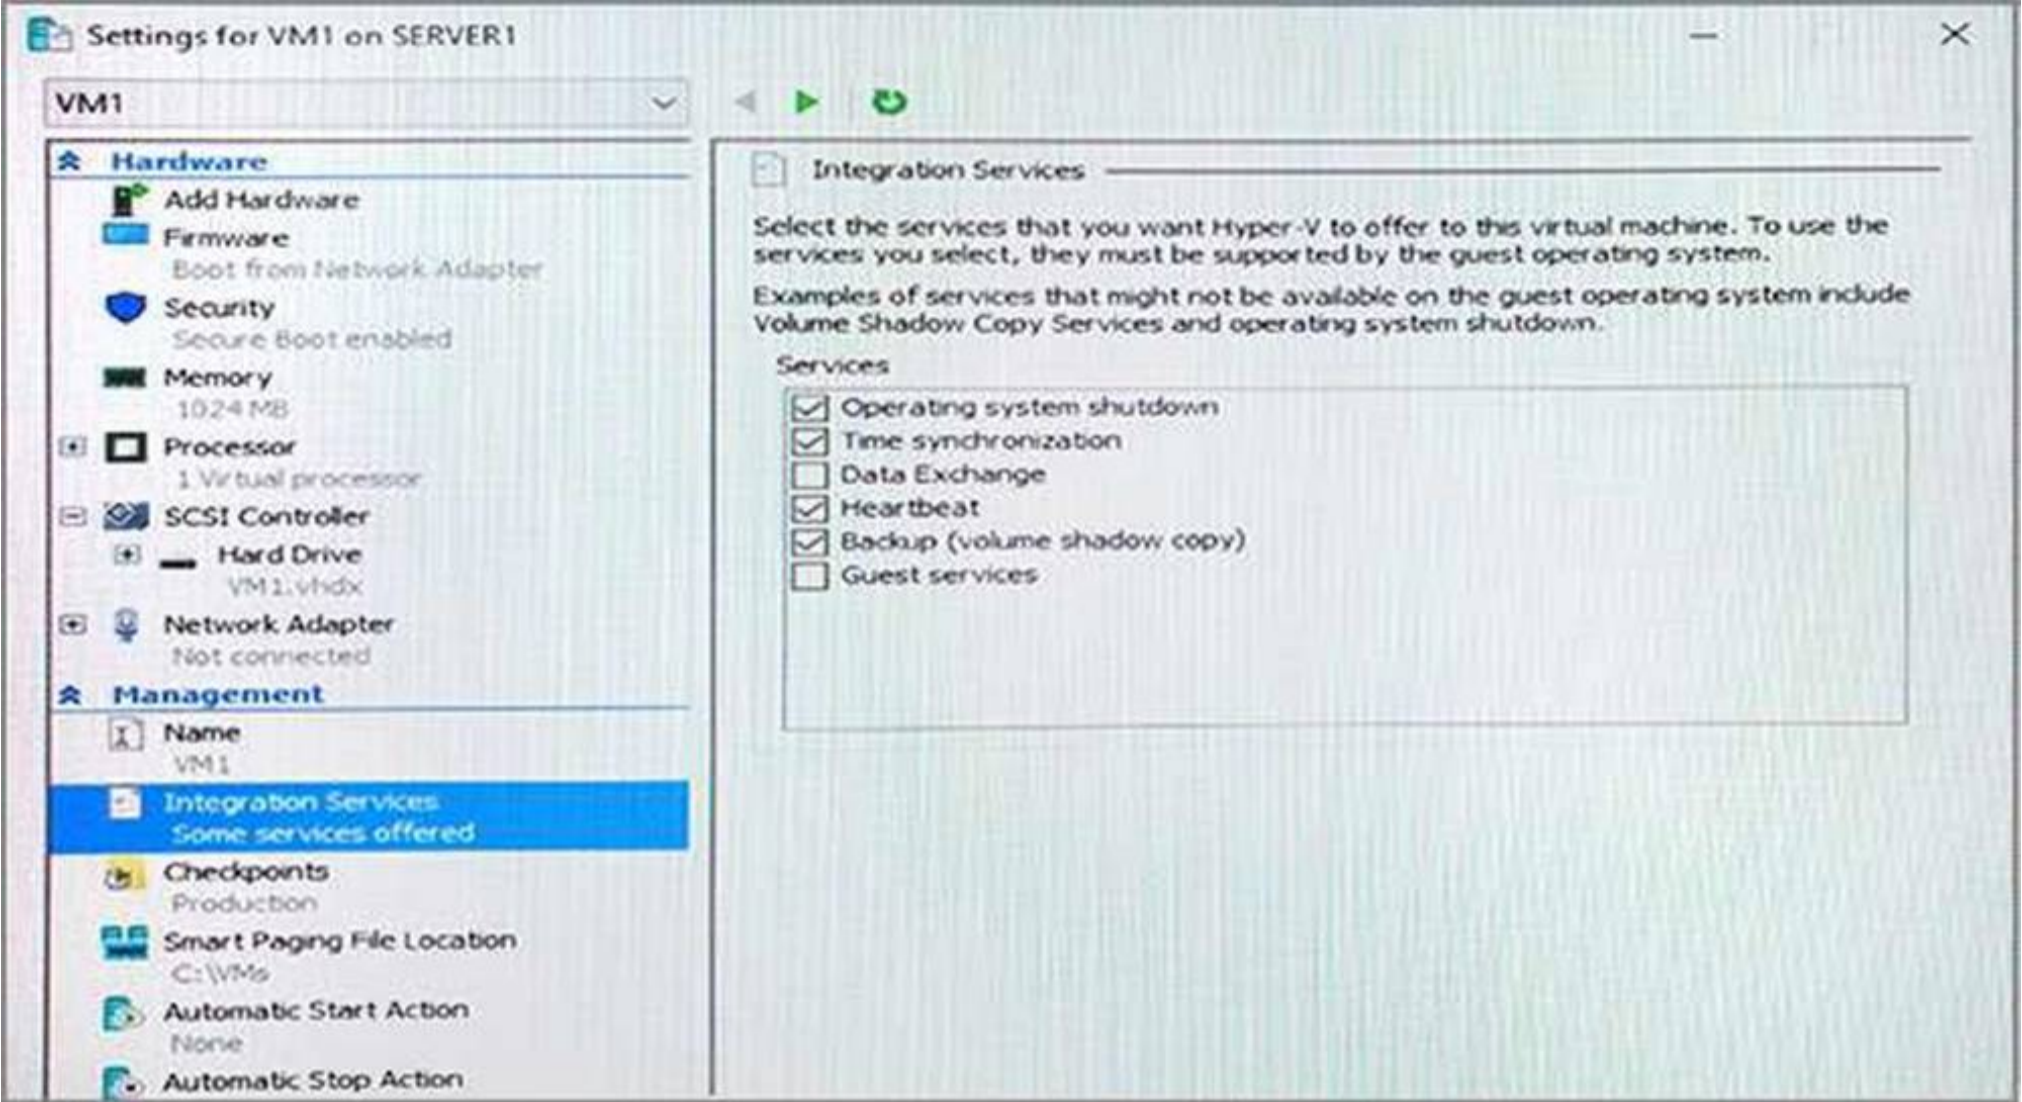 Settings for VM1 on SERVER1
VM1
Hardware
Add Hardware
Firmware
Boot from Network Adapter
Security
Secure Boot enabled
Memory
1024 MB
Processor
1 Virtual processor
SCSI Controller
Hard Drive
VM1.vhdx
Network Adapter
Not connected
Management
Name
VM1
Integration Services
Some services offered
Checkpoints
Production
Smart Paging File Location
C:\VMs
Automatic Start Action
None
Automatic Stop Action
Integration Services
Select the services that you want Hyper-V to offer to this virtual machine. To use the
services you select, they must be supported by the guest operating system.
Examples of services that might not be available on the guest operating system include
Volume Shadow Copy Services and operating system shutdown.
Services
Operating system shutdown
Time synchronization
Data Exchange
Heartbeat
Backup (volume shadow copy)
Guest services